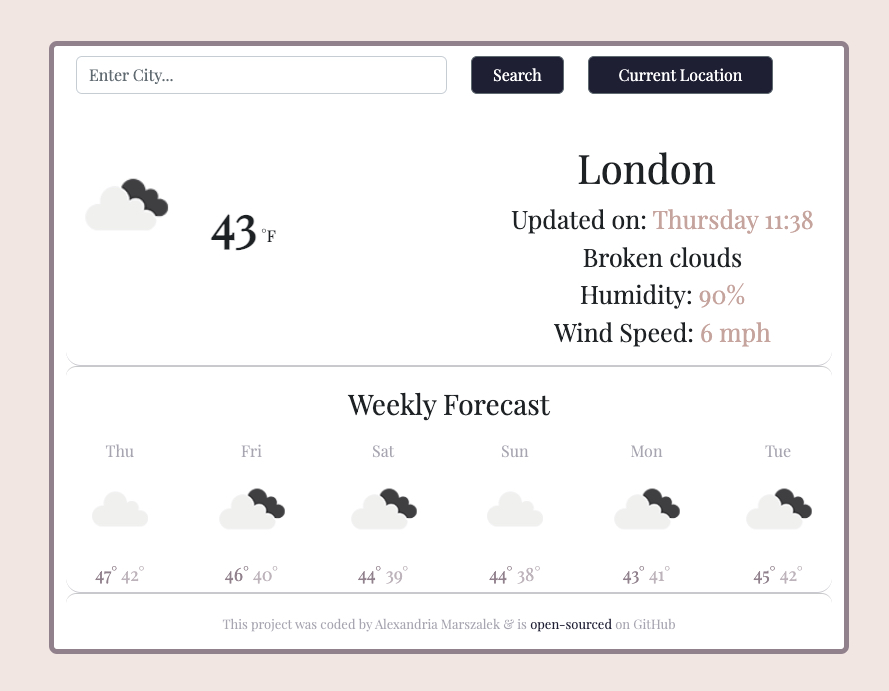 Enter City...
Search
Current Location
London
43 °F
Updated on: Thursday 11:38
Broken clouds
Humidity: 90%
Wind Speed: 6 mph
Weekly Forecast
Thu Fri Sat Sun Mon Tue
47° 42° 46° 40° 44° 39° 44° 38° 43° 41° 45° 42°
This project was coded by Alexandria Marszalek & is open-sourced on GitHub